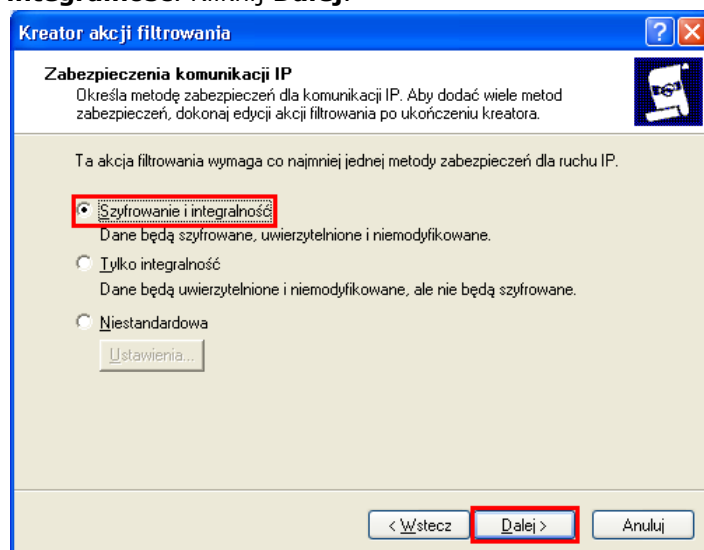 integralność. Kliknij Dalej.
Kreator akcji filtrowania
Zabezpieczenia komunikacji IP
Określa metodę zabezpieczeń dla komunikacji IP. Aby dodać wiele metod
zabezpieczeń, dokonaj edycji akcji filtrowania po ukończeniu kreatora.
Ta akcja filtrowania wymaga co najmniej jednej metody zabezpieczeń dla ruchu IP.
Szyfrowanie i integralność
Dane będą szyfrowane, uwierzytelnione i niemodyfikowane.
Tylko integralność
Dane będą uwierzytelnione i niemodyfikowane, ale nie będą szyfrowane.
Niestandardowa
Ustawienia...
< Wstecz Dalej > Anuluj